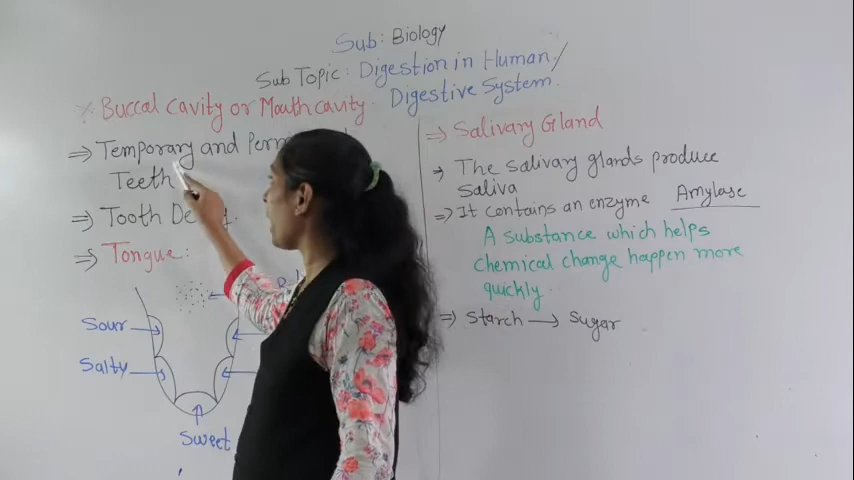 Sub: Biology
Sub Topic: Digestion in Human/
Digestive System.
* Buccal cavity or Mouth cavity.
⇒ Temporary and
Teeth
⇒ Tooth
⇒ Tongue:
Sour
Salty
Sweet
⇒ Salivary Gland
→ The salivary glands produce
saliva
⇒ It contains an enzyme Amylase
A substance which helps
chemical change happen more
quickly.
⇒ Starch → Sugar